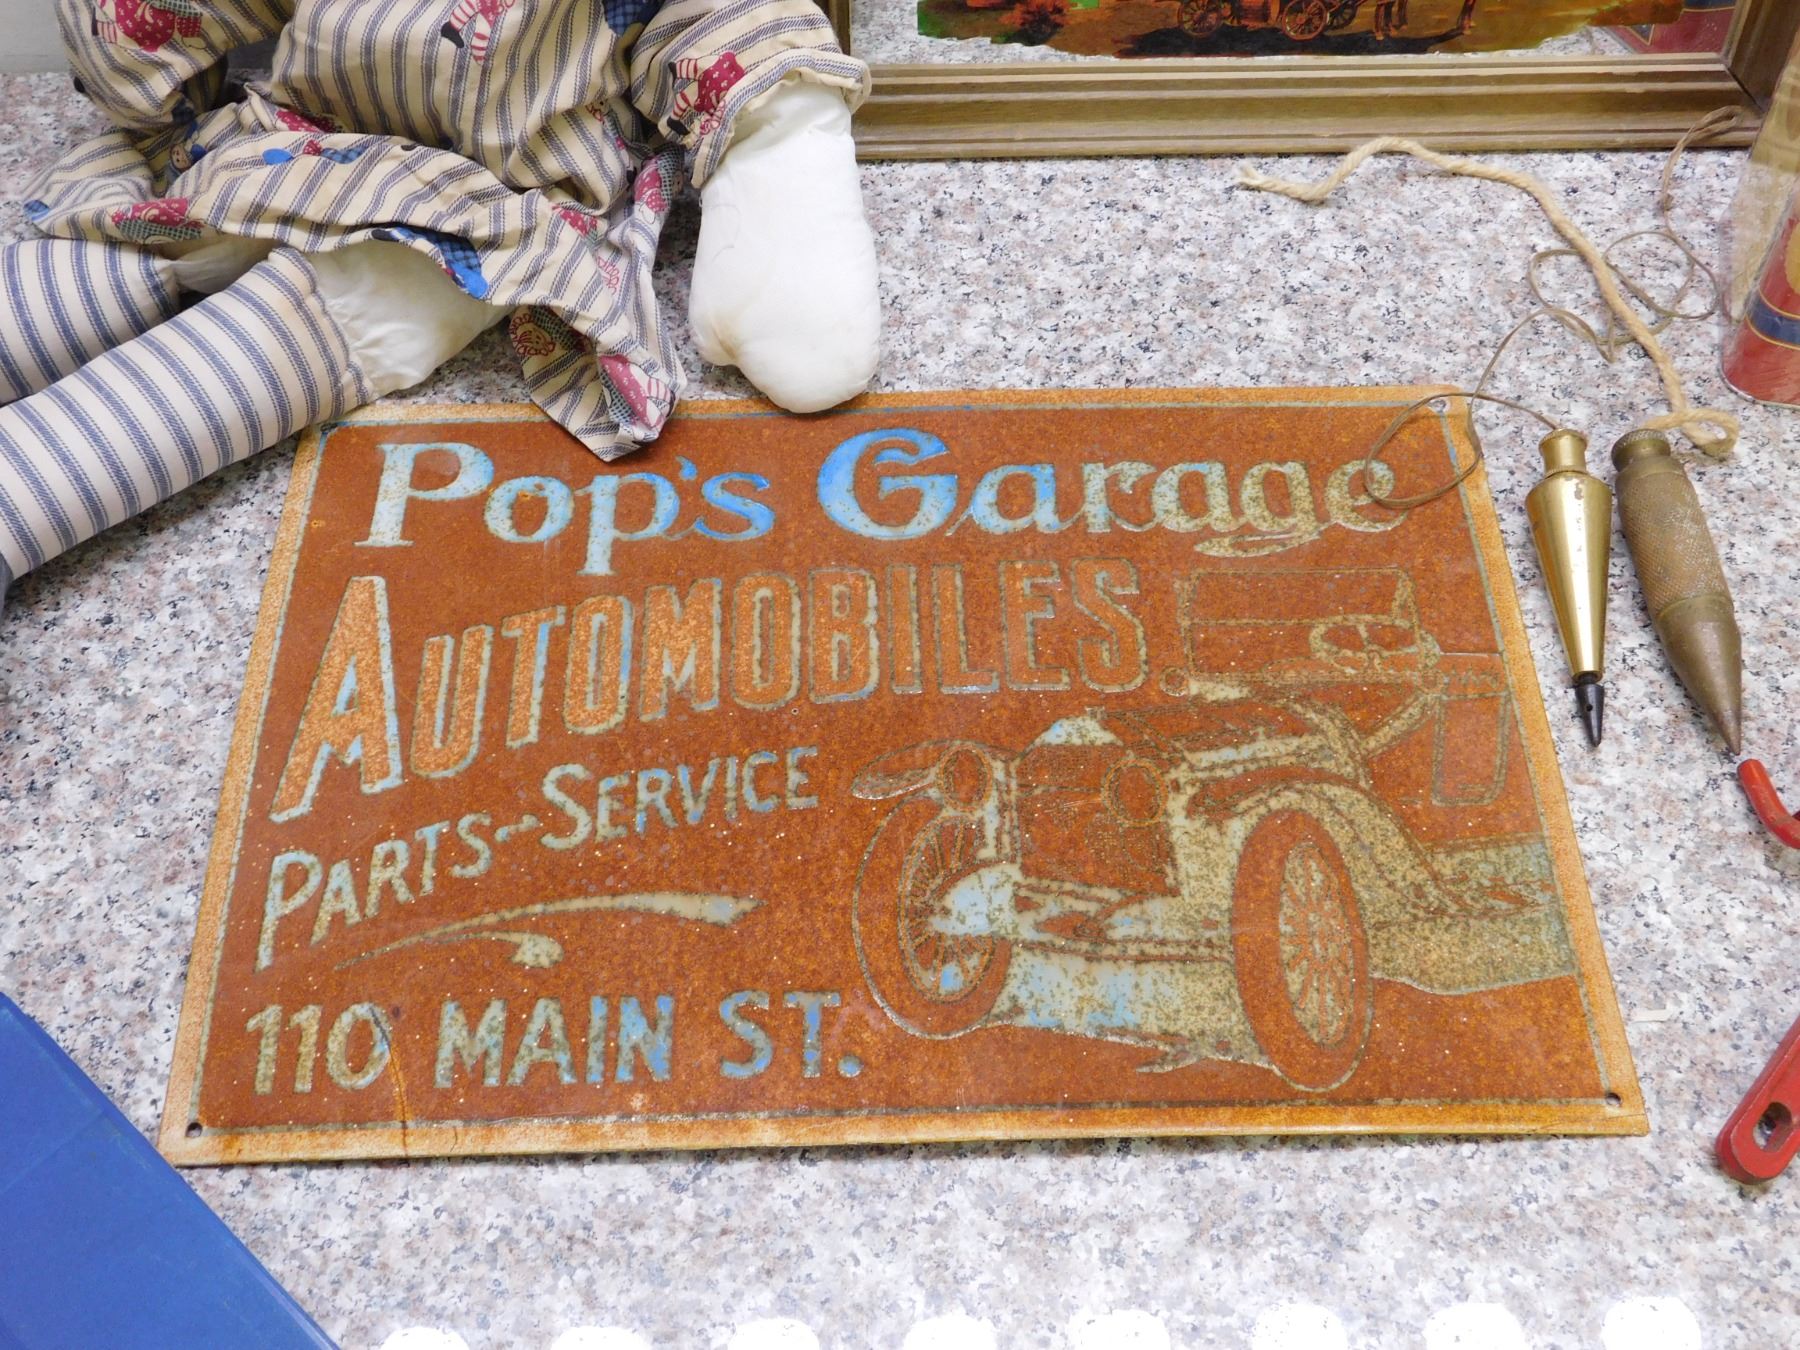 Pop's Garage
AUTOMOBILES
PARTS~SERVICE
110 MAIN ST.